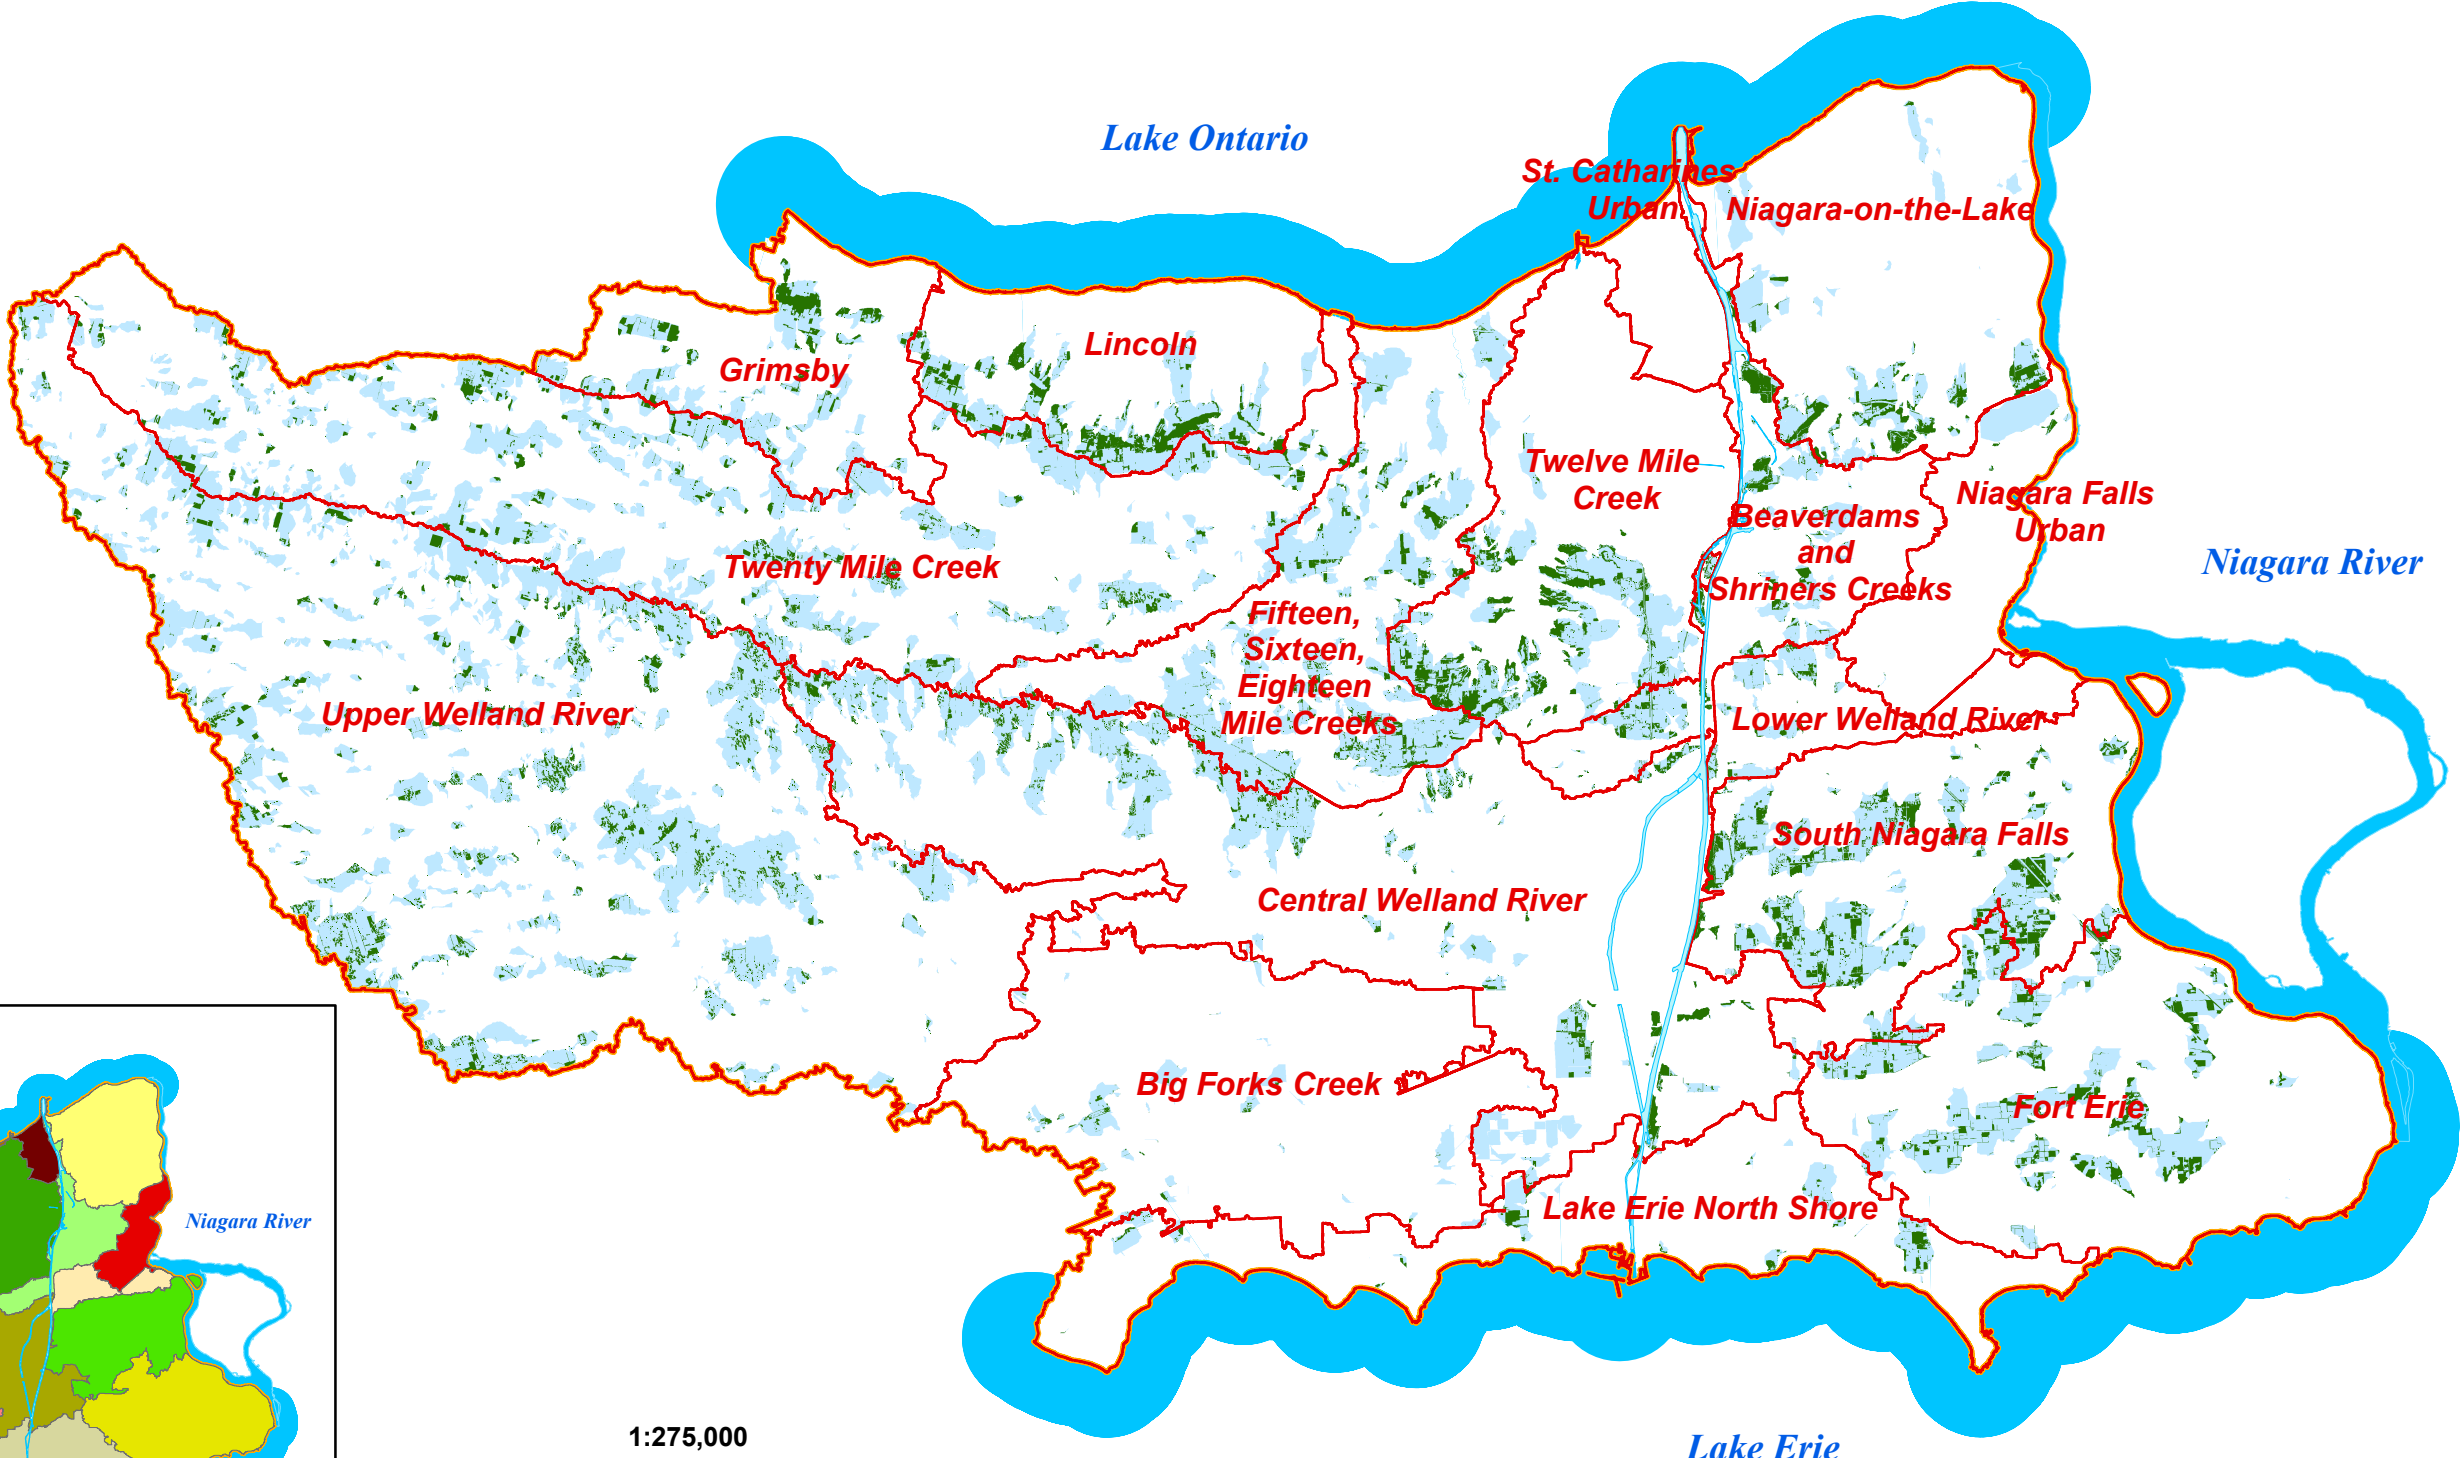 Lake Ontario
St. Catharines
Urban
Niagara-on-the-Lake
Lincoln
Grimsby
Twelve Mile
Creek
Niagara Falls
Urban
Beaverdams
and
Shriners Creeks
Niagara River
Twenty Mile Creek
Fifteen,
Sixteen,
Eighteen
Mile Creeks
Upper Welland River
Lower Welland River
South Niagara Falls
Central Welland River
Big Forks Creek
Fort Erie
Lake Erie North Shore
Niagara River
1:275,000
Lake Erie